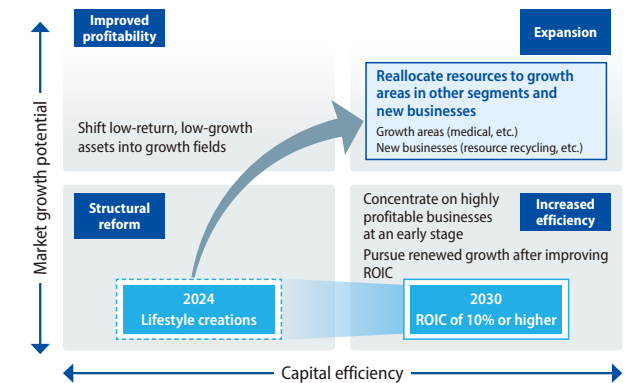 Improved
profitability
Expansion
Reallocate resources to growth
areas in other segments and
new businesses
Growth areas (medical, etc.)
New businesses (resource recycling, etc.)
Shift low-return, low-growth
assets into growth fields
Market growth potential
Structural
reform
Concentrate on highly
profitable businesses
at an early stage
Pursue renewed growth after improving
ROIC
Increased
efficiency
2024
Lifestyle creations
2030
ROIC of 10% or higher
Capital efficiency